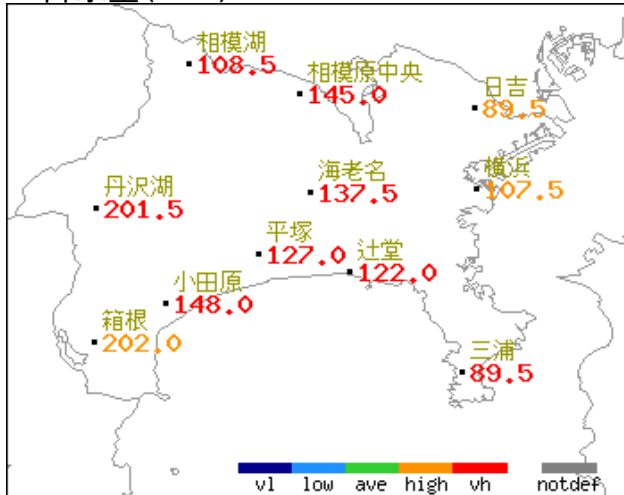 相模湖
108.5
相模原中央
145.0
日吉
89.5
海老名
137.5
横浜
107.5
丹沢湖
201.5
平塚
127.0
辻堂
122.0
小田原
148.0
箱根
202.0
三浦
89.5
vl low ave high vh notdef